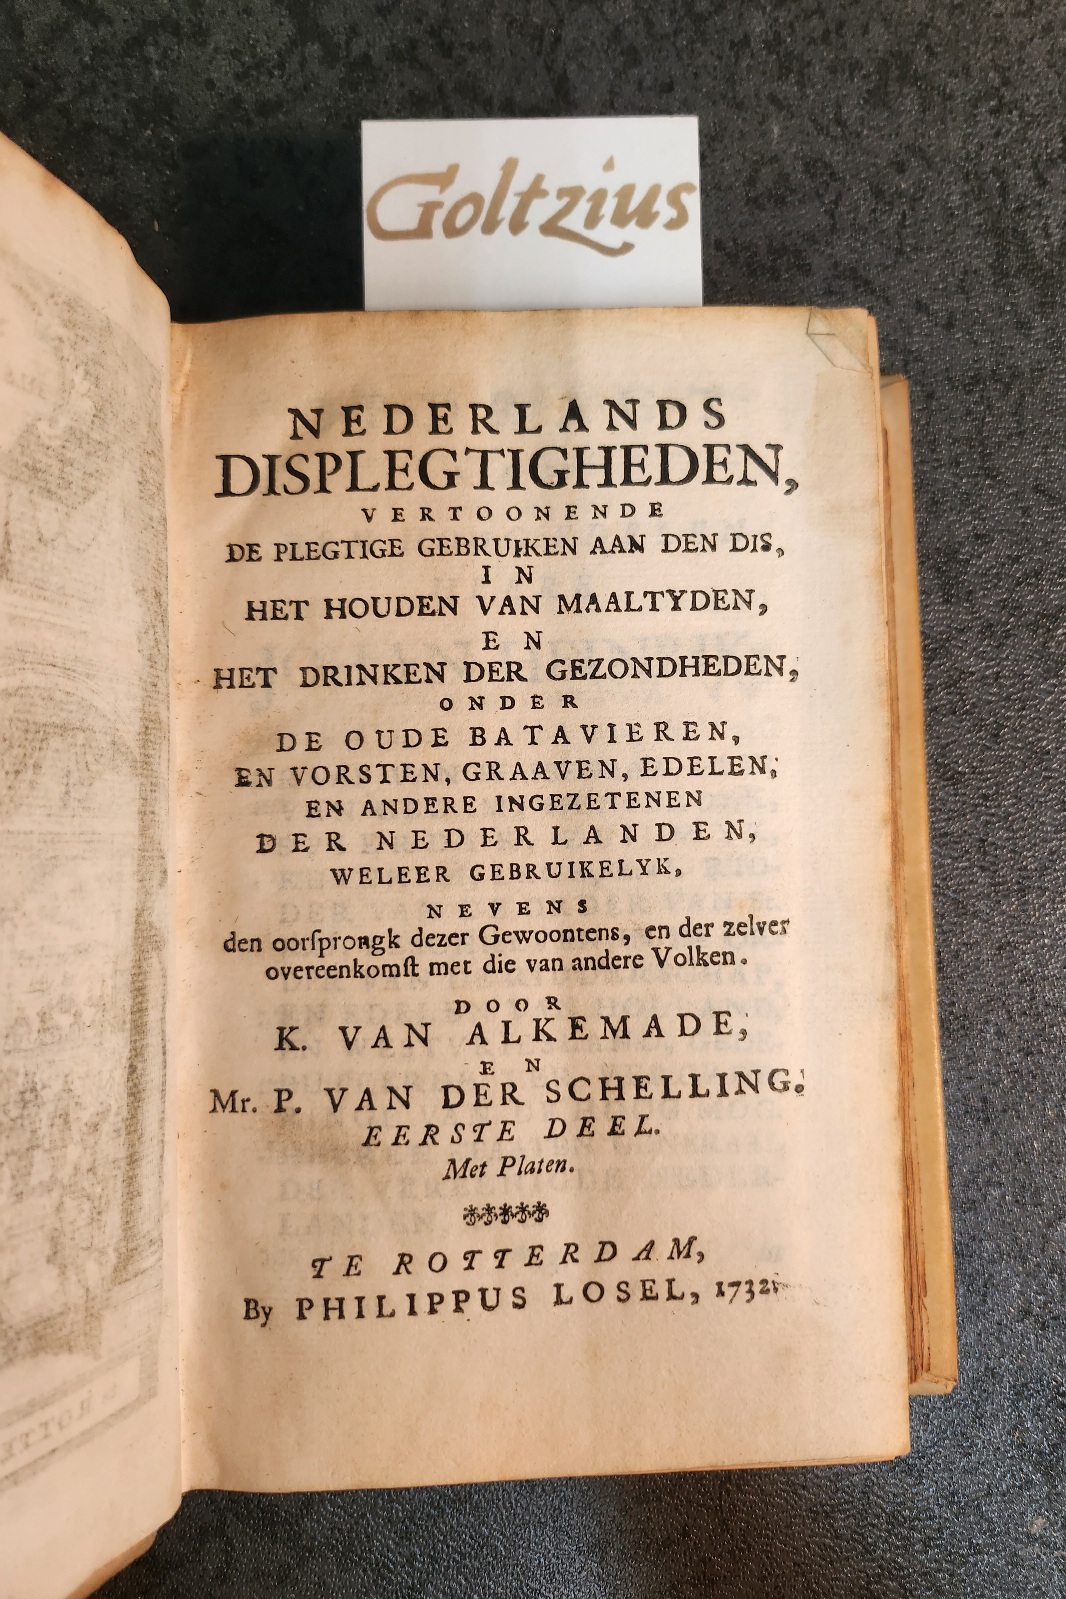 Goltzius
NEDERLANDS
DISPLEGTIGHEDEN,
VERTOONENDE
DE PLEGTIGE GEBRUIKEN AAN DEN DIS,
IN
HET HOUDEN VAN MAALTYDEN,
EN
HET DRINKEN DER GEZONDHEDEN,
ONDER
DE OUDE BATAVIEREN,
EN VORSTEN, GRAAVEN, EDELEN,
EN ANDERE INGEZETENEN
DER NEDERLANDEN,
WELEER GEBRUIKELYK,
NEVENS
den oorſprongk dezer Gewoontens, en der zelver
overeenkomſt met die van andere Volken.
DOOR
K. VAN ALKEMADE,
EN
Mr. P. VAN DER SCHELLING.
EERSTE DEEL.
Met Platen.
TE ROTTERDAM,
By PHILIPPUS LOSEL, 1732.